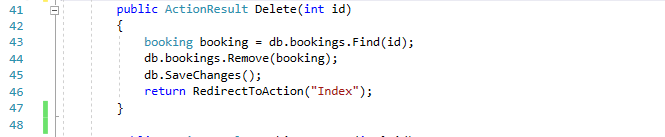 41 public ActionResult Delete(int id)
42 {
43 booking booking = db.bookings.Find(id);
44 db.bookings.Remove(booking);
45 db.SaveChanges();
46 return RedirectToAction("Index");
47 }
48